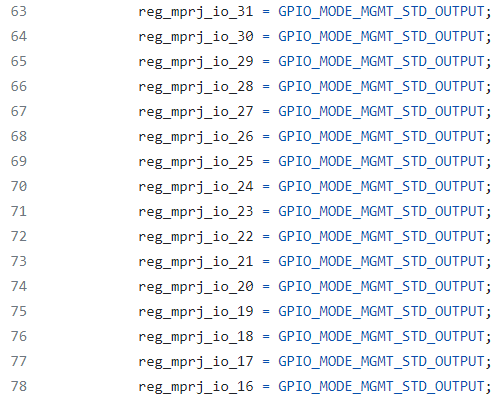 63 reg_mprj_io_31 = GPIO_MODE_MGMT_STD_OUTPUT;
64 reg_mprj_io_30 = GPIO_MODE_MGMT_STD_OUTPUT;
65 reg_mprj_io_29 = GPIO_MODE_MGMT_STD_OUTPUT;
66 reg_mprj_io_28 = GPIO_MODE_MGMT_STD_OUTPUT;
67 reg_mprj_io_27 = GPIO_MODE_MGMT_STD_OUTPUT;
68 reg_mprj_io_26 = GPIO_MODE_MGMT_STD_OUTPUT;
69 reg_mprj_io_25 = GPIO_MODE_MGMT_STD_OUTPUT;
70 reg_mprj_io_24 = GPIO_MODE_MGMT_STD_OUTPUT;
71 reg_mprj_io_23 = GPIO_MODE_MGMT_STD_OUTPUT;
72 reg_mprj_io_22 = GPIO_MODE_MGMT_STD_OUTPUT;
73 reg_mprj_io_21 = GPIO_MODE_MGMT_STD_OUTPUT;
74 reg_mprj_io_20 = GPIO_MODE_MGMT_STD_OUTPUT;
75 reg_mprj_io_19 = GPIO_MODE_MGMT_STD_OUTPUT;
76 reg_mprj_io_18 = GPIO_MODE_MGMT_STD_OUTPUT;
77 reg_mprj_io_17 = GPIO_MODE_MGMT_STD_OUTPUT;
78 reg_mprj_io_16 = GPIO_MODE_MGMT_STD_OUTPUT;